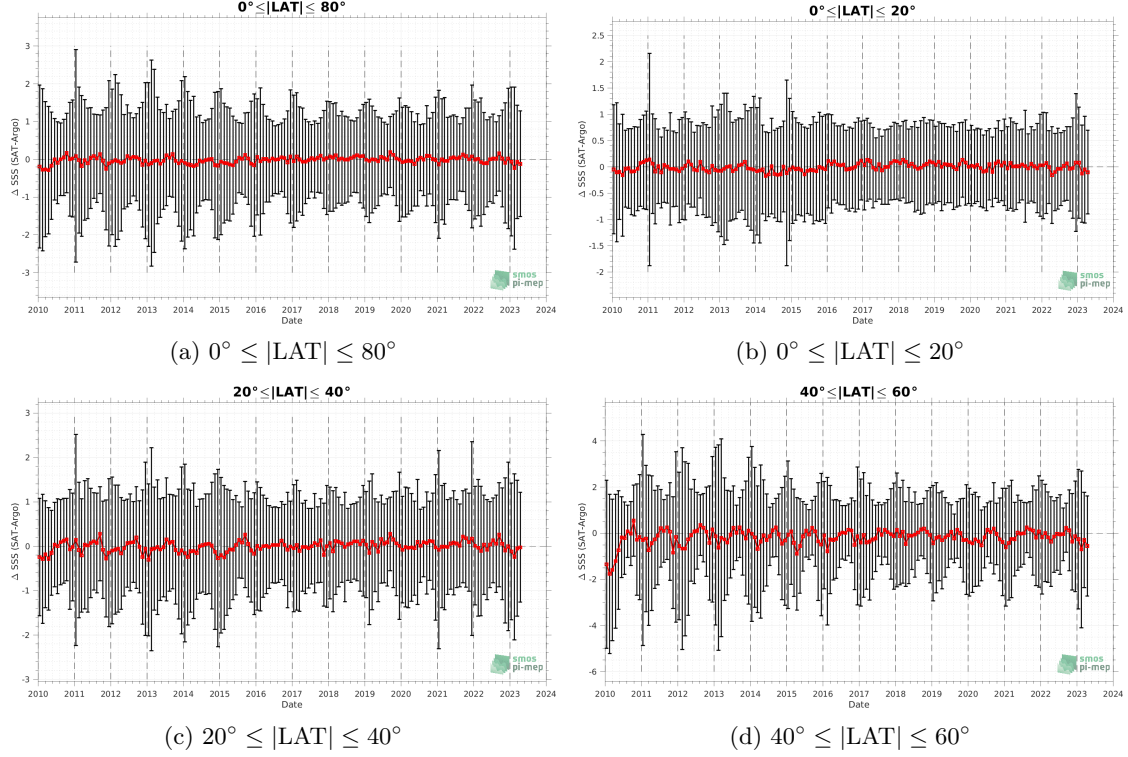 0°≤|LAT|≤ 80°
Δ SSS (SAT-Argo)
3
2
1
0
-1
-2
-3
2010 2011 2012 2013 2014 2015 2016 2017 2018 2019 2020 2021 2022 2023 2024
Date
smos
pi-mep
(a) 0° ≤ |LAT| ≤ 80°
0°≤|LAT|≤ 20°
Δ SSS (SAT-Argo)
2.5
2
1.5
1
0.5
0
-0.5
-1
-1.5
-2
2010 2011 2012 2013 2014 2015 2016 2017 2018 2019 2020 2021 2022 2023 2024
Date
smos
pi-mep
(b) 0° ≤ |LAT| ≤ 20°
20°≤|LAT|≤ 40°
Δ SSS (SAT-Argo)
3
2
1
0
-1
-2
-3
2010 2011 2012 2013 2014 2015 2016 2017 2018 2019 2020 2021 2022 2023 2024
Date
smos
pi-mep
(c) 20° ≤ |LAT| ≤ 40°
40°≤|LAT|≤ 60°
Δ SSS (SAT-Argo)
4
2
0
-2
-4
-6
2010 2011 2012 2013 2014 2015 2016 2017 2018 2019 2020 2021 2022 2023 2024
Date
smos
pi-mep
(d) 40° ≤ |LAT| ≤ 60°